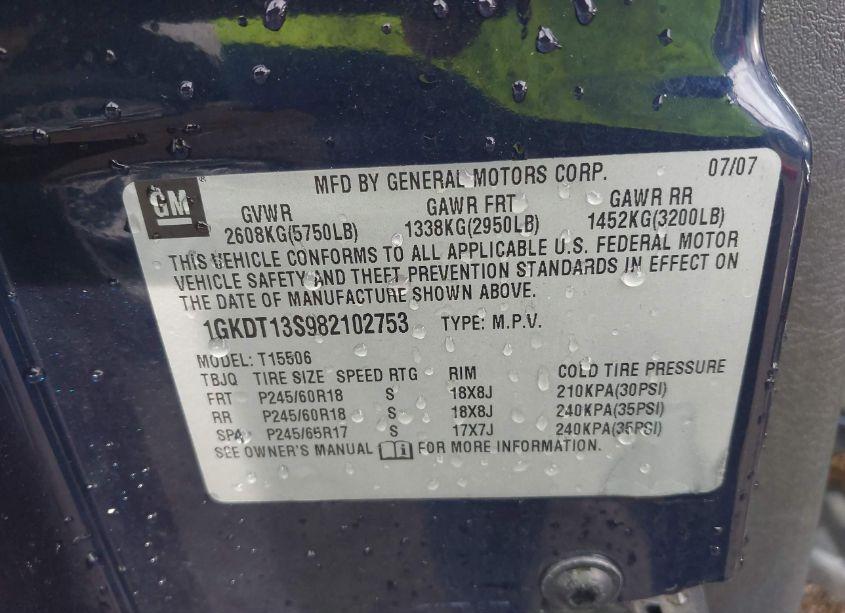 GM
MFD BY GENERAL MOTORS CORP. 07/07
GVWR GAWR FRT GAWR RR
2608KG(5750LB) 1338KG(2950LB) 1452KG(3200LB)
THIS VEHICLE CONFORMS TO ALL APPLICABLE U.S. FEDERAL MOTOR
VEHICLE SAFETY AND THEFT PREVENTION STANDARDS IN EFFECT ON
THE DATE OF MANUFACTURE SHOWN ABOVE.
1GKDT13S982102753 TYPE: M.P.V.
MODEL: T15506
TBJQ TIRE SIZE SPEED RTG RIM COLD TIRE PRESSURE
FRT P245/60R18 S 18X8J 210KPA(30PSI)
RR P245/60R18 S 18X8J 240KPA(35PSI)
SPA P245/65R17 S 17X7J 240KPA(35PSI)
SEE OWNER'S MANUAL FOR MORE INFORMATION.